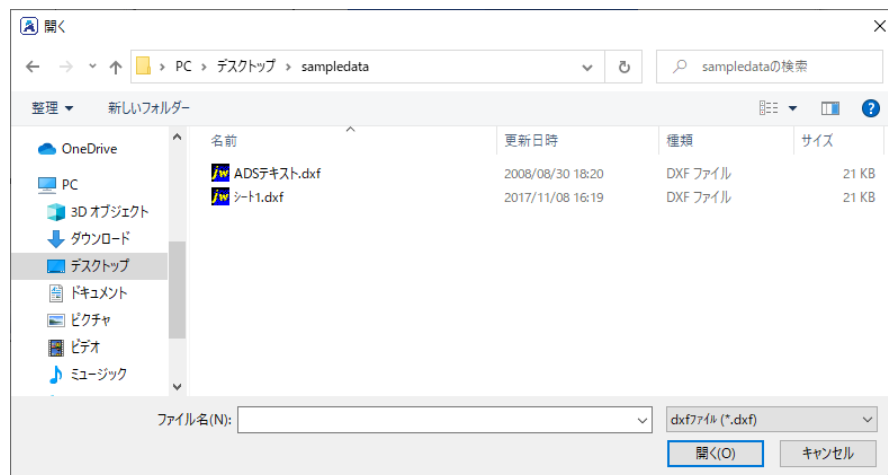 開く
PC › デスクトップ › sampledata
sampledataの検索
整理 新しいフォルダー
名前 更新日時 種類 サイズ
OneDrive
PC
3D オブジェクト
ダウンロード
デスクトップ
ドキュメント
ピクチャ
ビデオ
ミュージック
jw ADSテキスト.dxf 2008/08/30 18:20 DXF ファイル 21 KB
jw シート1.dxf 2017/11/08 16:19 DXF ファイル 21 KB
ファイル名(N): dxfファイル (*.dxf)
開く(O) キャンセル